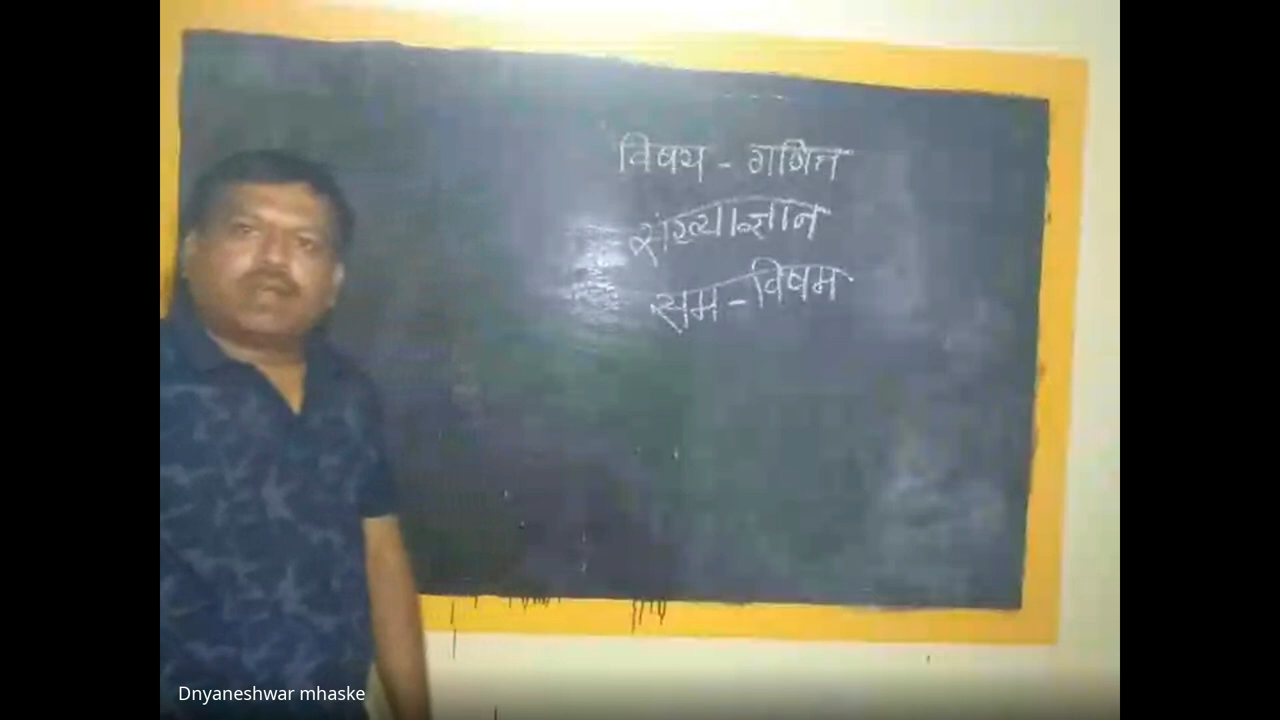 विषय - गणित
संख्याज्ञान
सम - विषम
Dnyaneshwar mhaske